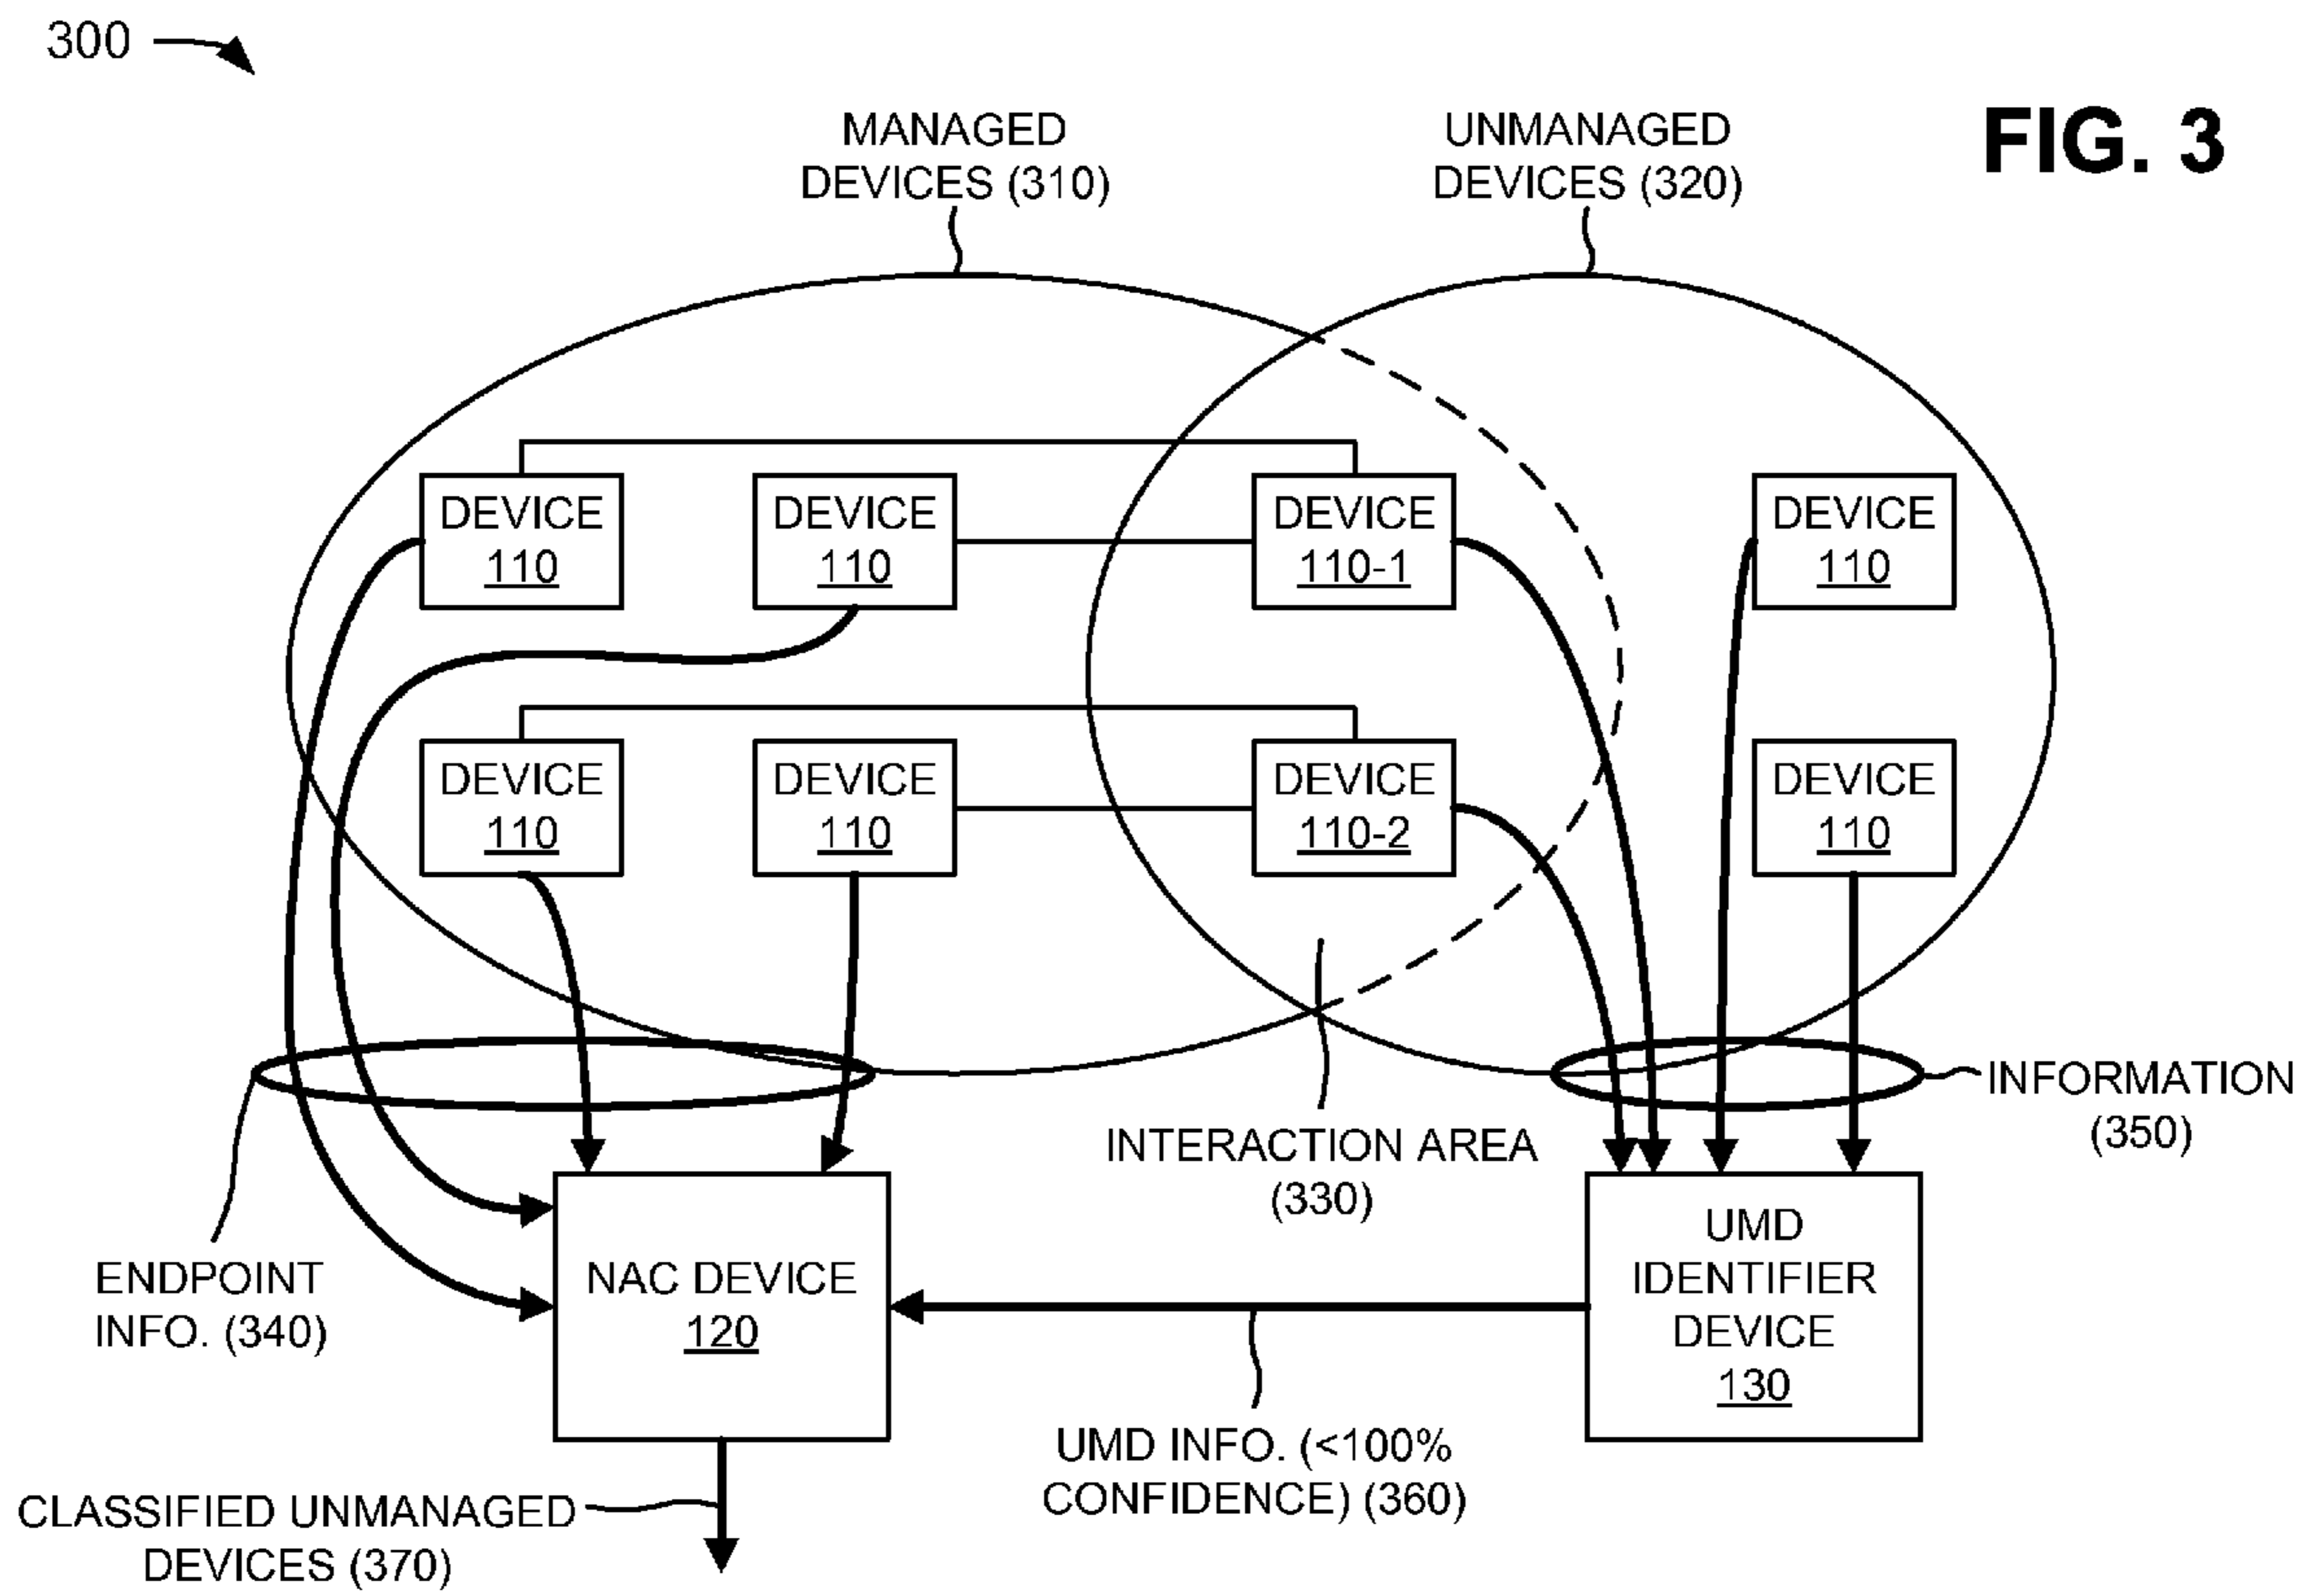 300
FIG. 3
MANAGED
DEVICES (310)
UNMANAGED
DEVICES (320)
DEVICE
110
DEVICE
110
DEVICE
110-1
DEVICE
110
DEVICE
110
DEVICE
110
DEVICE
110-2
DEVICE
110
INFORMATION
(350)
INTERACTION AREA
(330)
ENDPOINT
INFO. (340)
NAC DEVICE
120
UMD
IDENTIFIER
DEVICE
130
UMD INFO. (<100%
CONFIDENCE) (360)
CLASSIFIED UNMANAGED
DEVICES (370)